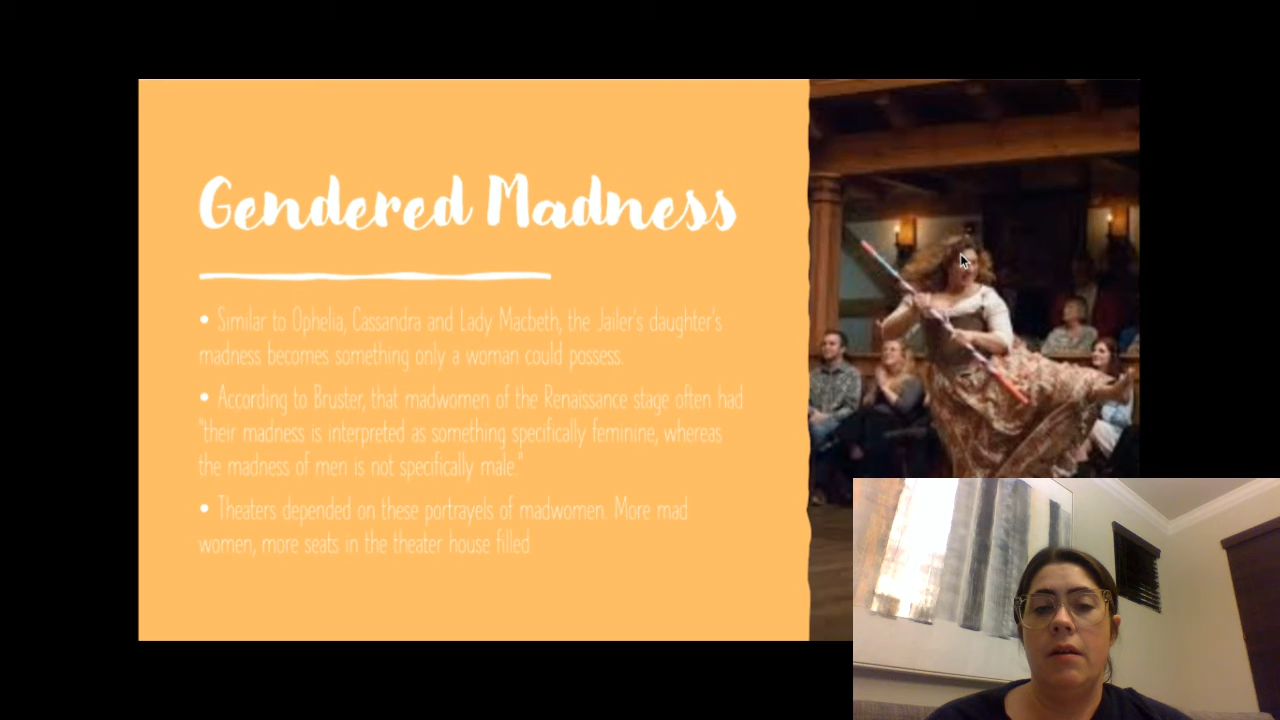 Gendered Madness
• Similar to Ophelia, Cassandra and Lady Macbeth, the Jailer's daughter's
madness becomes something only a woman could possess.
• According to Bruster, that madwomen of the Renaissance stage often had
"their madness is interpreted as something specifically feminine, whereas
the madness of men is not specifically male."
• Theaters depended on these portrayels of madwomen. More mad
women, more seats in the theater house filled